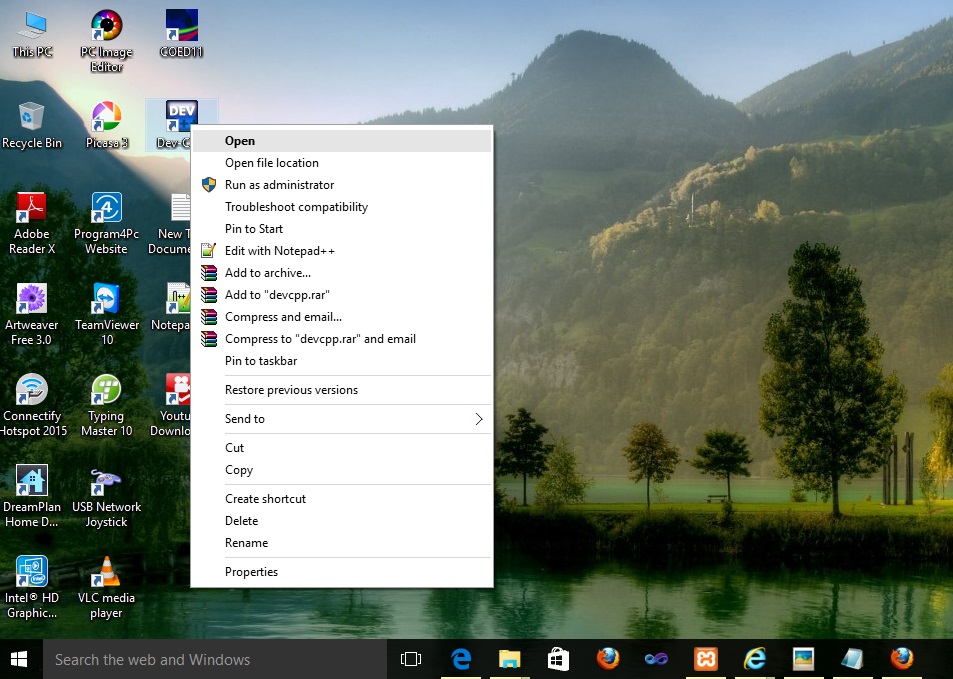 This PC
PC Image
Editor
COED11
Recycle Bin
Picasa 3
DEV
Dev-C
Adobe
Reader X
Program4Pc
Website
New T
Docume
Artweaver
Free 3.0
TeamViewer
10
Notepa
Connectify
Hotspot 2015
Typing
Master 10
Youtu
Downlo
DreamPlan
Home D...
USB Network
Joystick
Intel® HD
Graphic...
VLC media
player
Open
Open file location
Run as administrator
Troubleshoot compatibility
Pin to Start
Edit with Notepad++
Add to archive...
Add to "devcpp.rar"
Compress and email...
Compress to "devcpp.rar" and email
Pin to taskbar
Restore previous versions
Send to
Cut
Copy
Create shortcut
Delete
Rename
Properties
Search the web and Windows